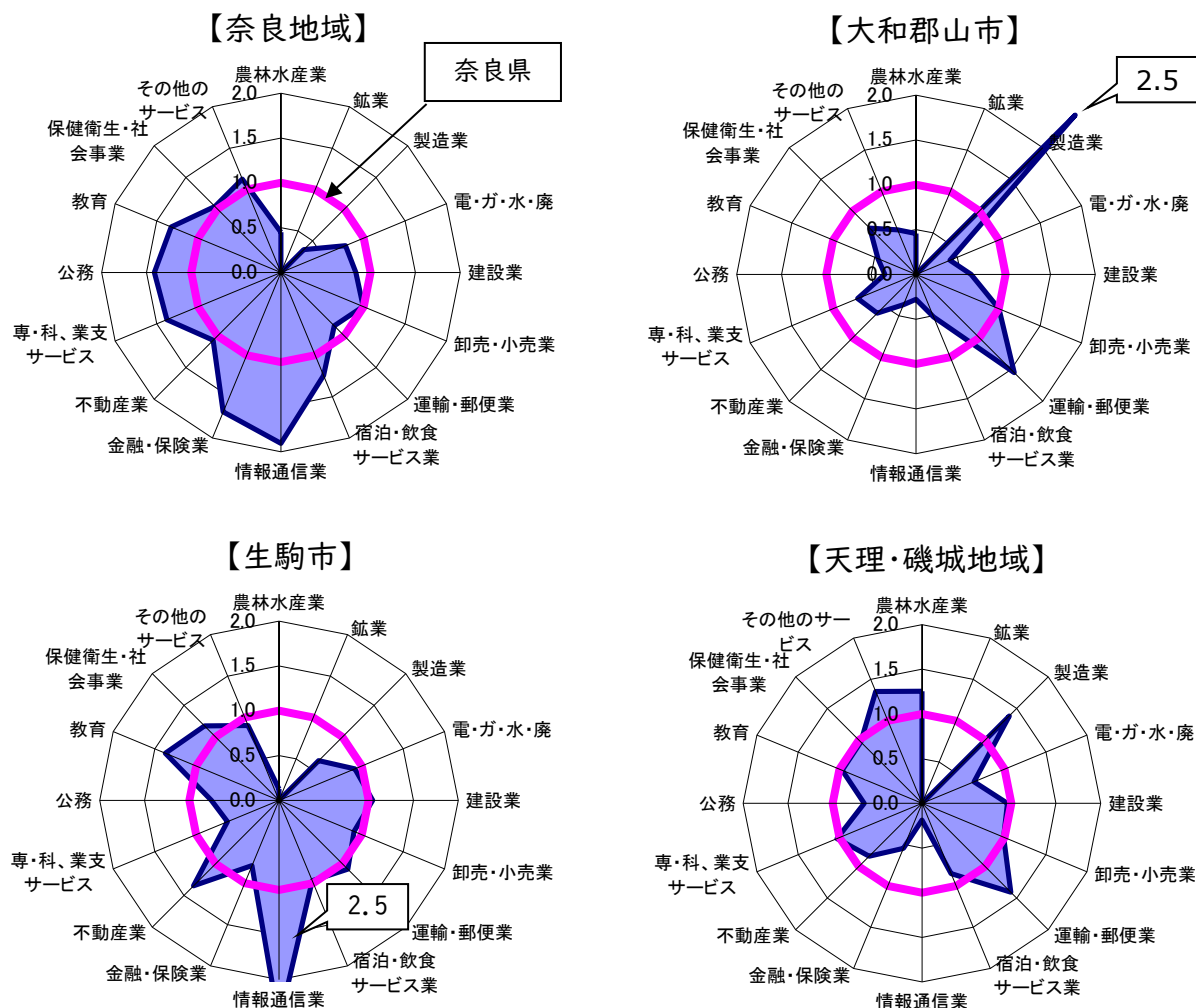 【奈良地域】
奈良県
農林水産業
鉱業
製造業
電・ガ・水・廃
建設業
卸売・小売業
運輸・郵便業
宿泊・飲食
サービス業
情報通信業
金融・保険業
不動産業
専・科、業支
サービス
公務
教育
保健衛生・社
会事業
その他の
サービス
2.0
1.5
1.0
0.5
0.0
【大和郡山市】
2.5
農林水産業
鉱業
製造業
電・ガ・水・廃
建設業
卸売・小売業
運輸・郵便業
宿泊・飲食
サービス業
情報通信業
金融・保険業
不動産業
専・科、業支
サービス
公務
教育
保健衛生・社
会事業
その他の
サービス
2.0
1.5
1.0
0.5
0.0
【生駒市】
農林水産業
鉱業
製造業
電・ガ・水・廃
建設業
卸売・小売業
運輸・郵便業
宿泊・飲食
サービス業
情報通信業
金融・保険業
不動産業
専・科、業支
サービス
公務
教育
保健衛生・社
会事業
その他の
サービス
2.0
1.5
1.0
0.5
0.0
2.5
【天理・磯城地域】
農林水産業
鉱業
製造業
電・ガ・水・廃
建設業
卸売・小売業
運輸・郵便業
宿泊・飲食
サービス業
情報通信業
金融・保険業
不動産業
専・科、業支
サービス
公務
教育
保健衛生・社
会事業
その他のサー
ビス
2.0
1.5
1.0
0.5
0.0